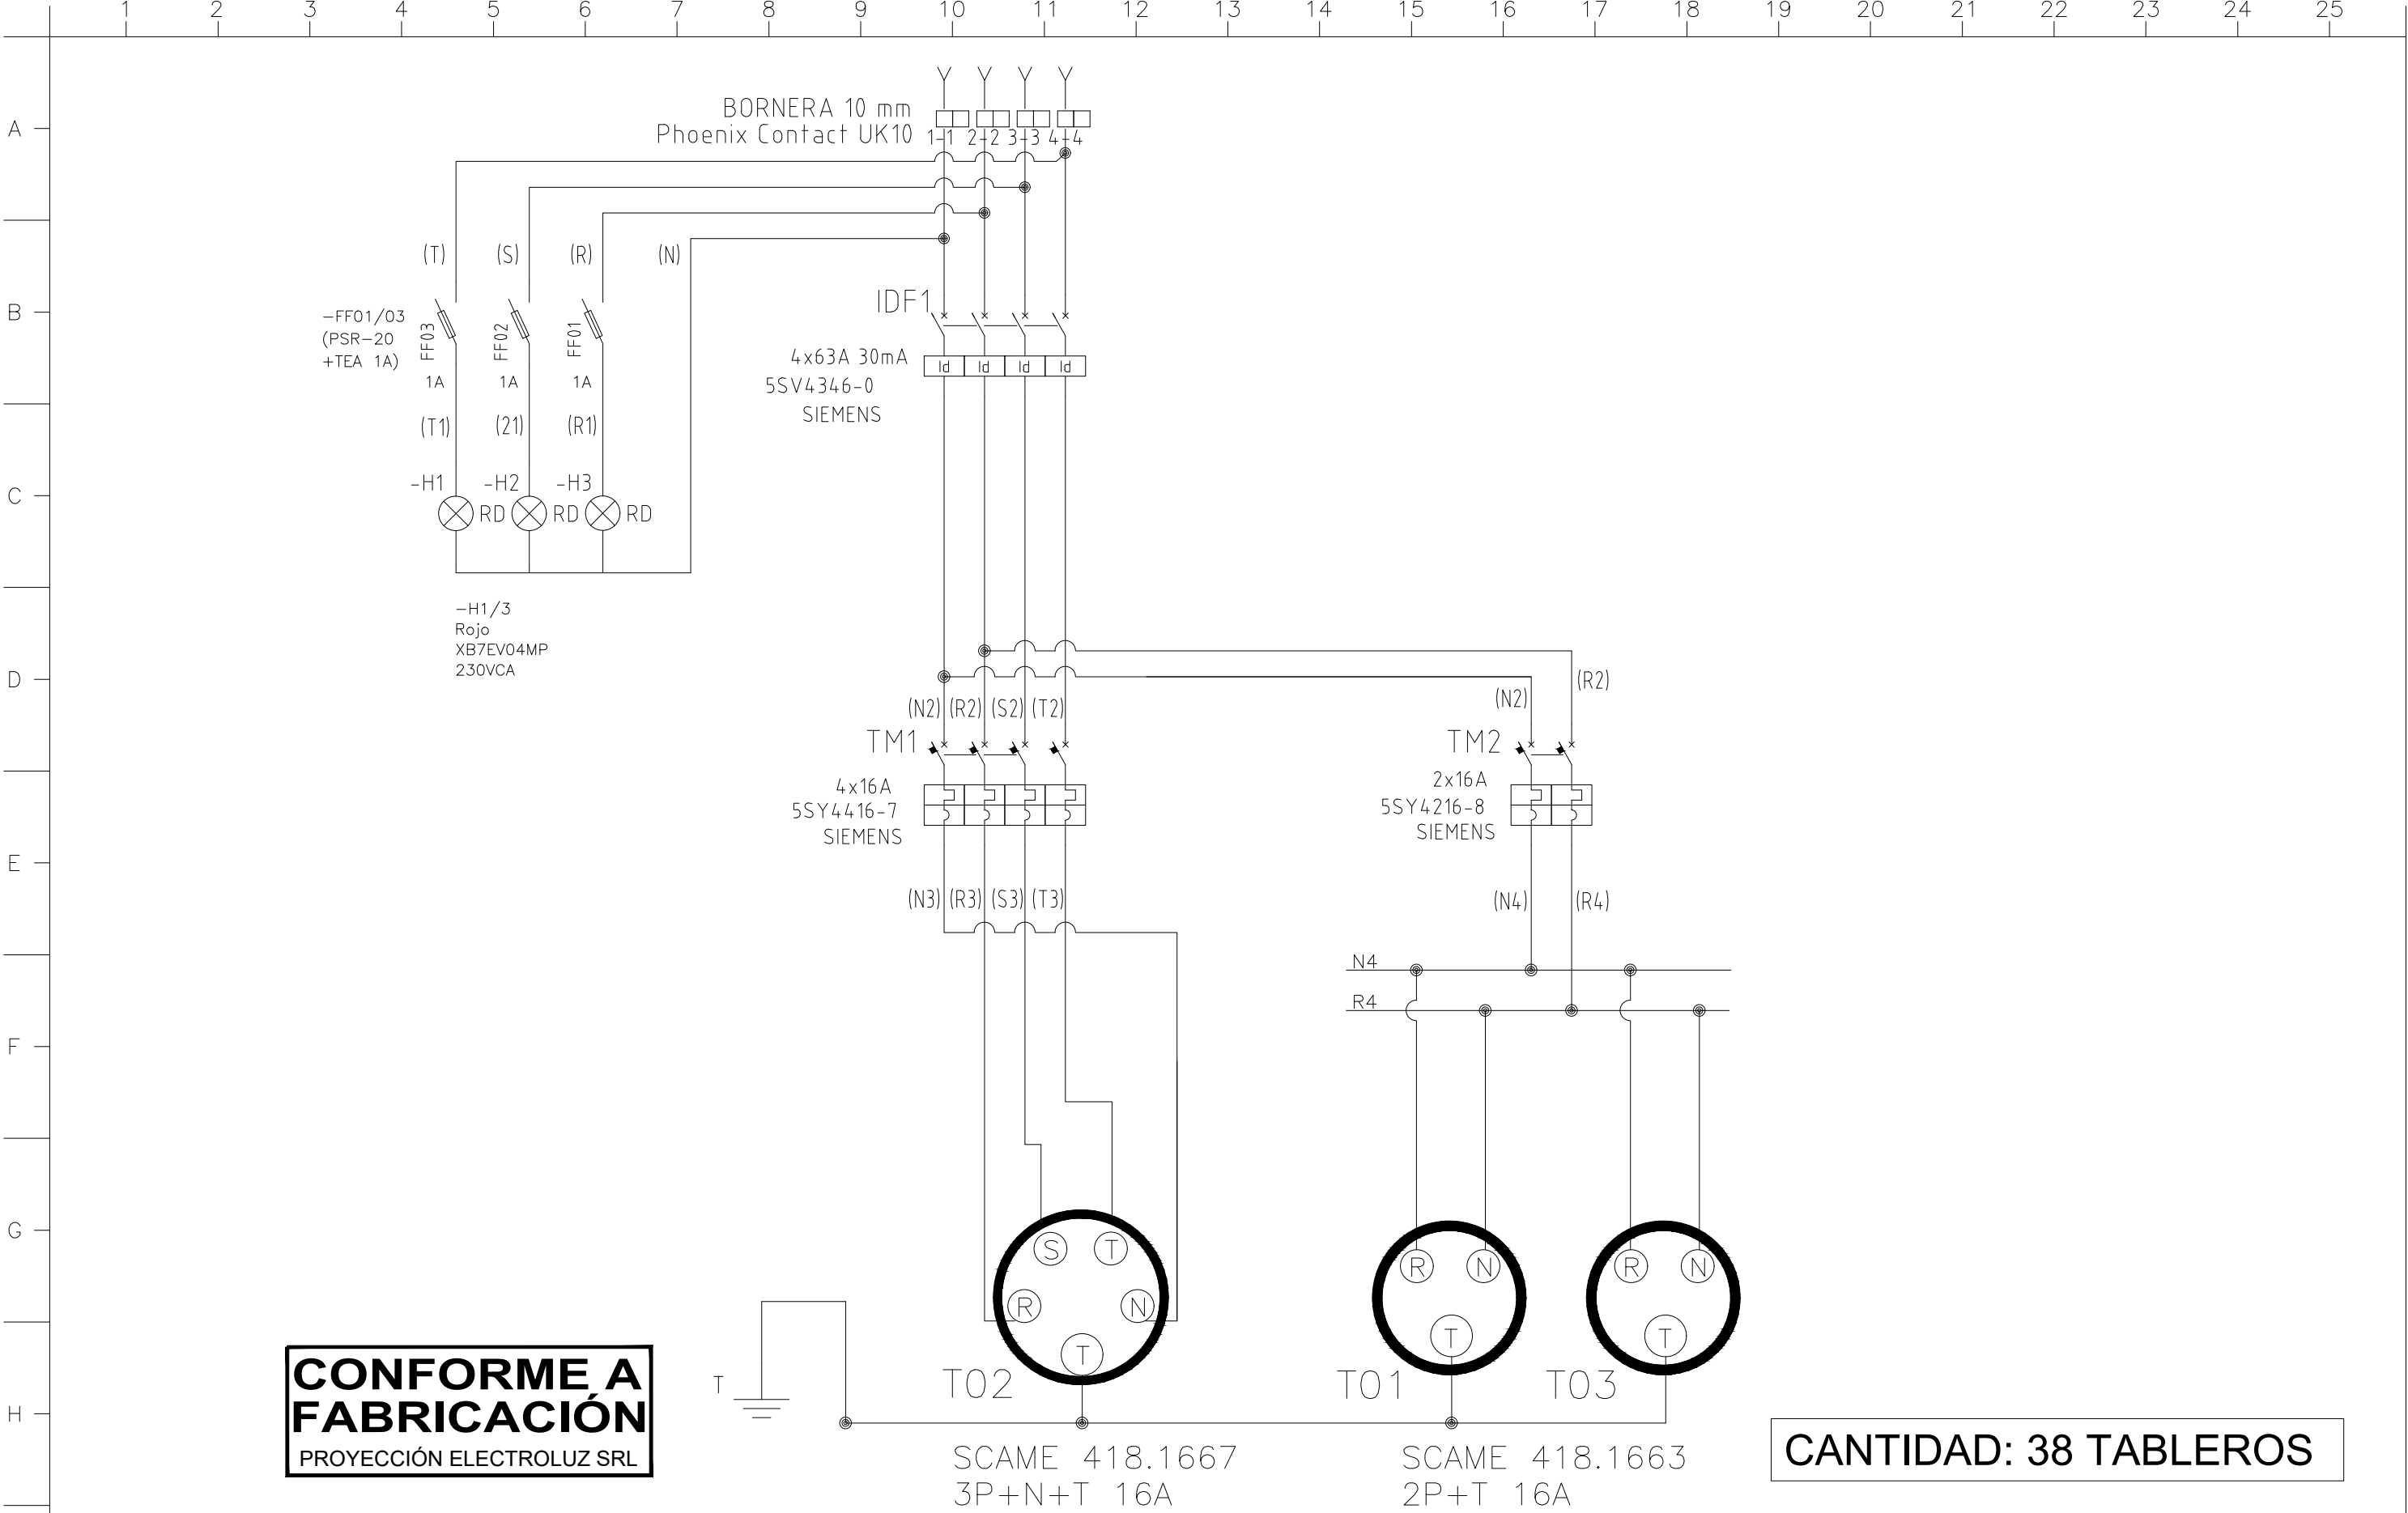 1 2 3 4 5 6 7 8 9 10 11 12 13 14 15 16 17 18 19 20 21 22 23 24 25
A
B
C
D
E
F
G
H
BORNERA 10 mm
Phoenix Contact UK10
1-1 2-2 3-3 4-4
(T) (S) (R) (N)
-FF01/03
(PSR-20
+TEA 1A)
FF03
FF02
FF01
1A 1A 1A
(T1) (21) (R1)
-H1 RD
-H2 RD
-H3 RD
-H1/3
Rojo
XB7EV04MP
230VCA
IDF1
4x63A 30mA
5SV4346-0
SIEMENS
Id Id Id Id
(N2) (R2) (S2) (T2)
TM1
4x16A
5SY4416-7
SIEMENS
(N3) (R3) (S3) (T3)
(N2) (R2)
TM2
2x16A
5SY4216-8
SIEMENS
(N4) (R4)
N4
R4
S T
R N
T
T02
SCAME 418.1667
3P+N+T 16A
R N
T
T01
R N
T
T03
SCAME 418.1663
2P+T 16A
T
CONFORME A
FABRICACIÓN
PROYECCIÓN ELECTROLUZ SRL
CANTIDAD: 38 TABLEROS